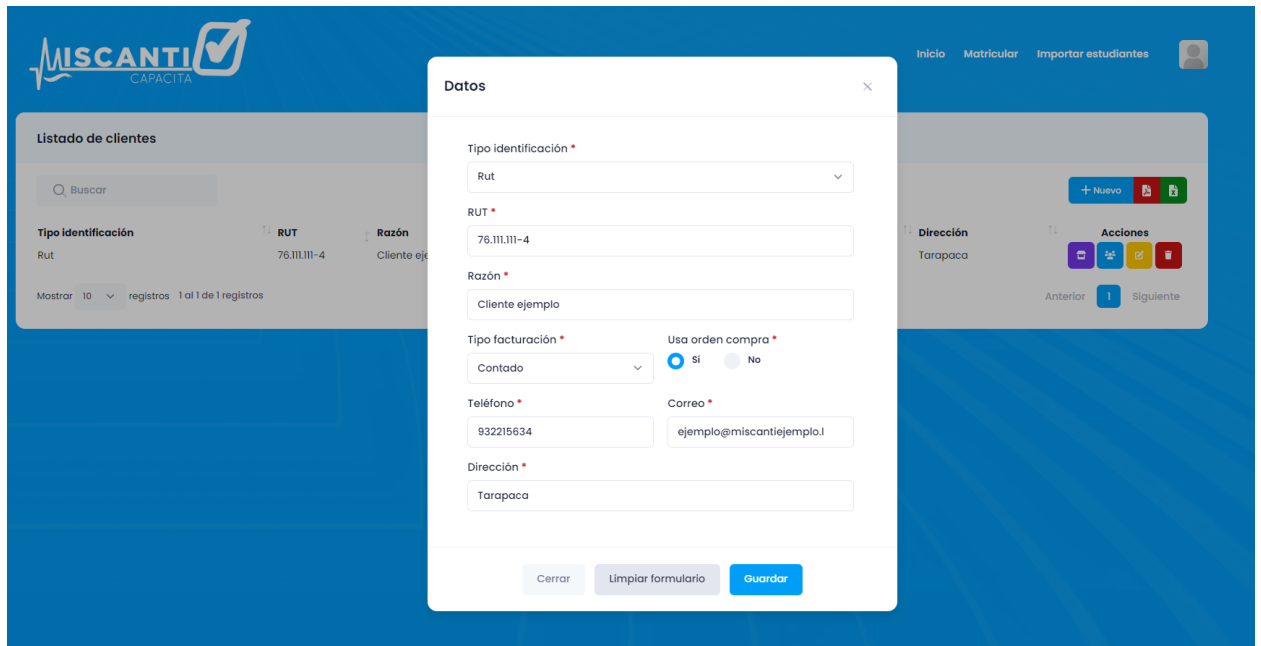 MISCANTI
CAPACITA
Inicio Matricular Importar estudiantes
Listado de clientes
Buscar
+ Nuevo
Tipo identificación RUT Razón Dirección Acciones
Rut 76.111.111-4 Cliente eje Tarapaca
Mostrar 10 registros 1 al 1 de 1 registros
Anterior 1 Siguiente
Datos
Tipo identificación *
Rut
RUT *
76.111.111-4
Razón *
Cliente ejemplo
Tipo facturación * Usa orden compra *
Contado Sí No
Teléfono * Correo *
932215634 ejemplo@miscantiejemplo.l
Dirección *
Tarapaca
Cerrar Limpiar formulario Guardar